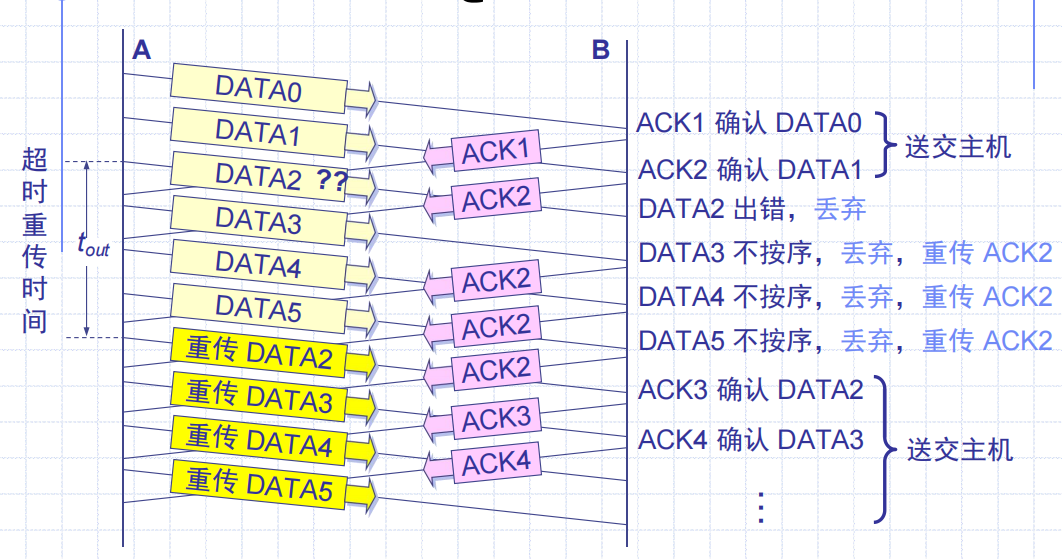 A
B
DATA0
DATA1
DATA2 ??
DATA3
DATA4
DATA5
重传 DATA2
重传 DATA3
重传 DATA4
重传 DATA5
超时重传时间
tout
ACK1
ACK2
ACK2
ACK2
ACK2
ACK3
ACK4
ACK1 确认 DATA0
ACK2 确认 DATA1
送交主机
DATA2 出错，丢弃
DATA3 不按序，丢弃，重传 ACK2
DATA4 不按序，丢弃，重传 ACK2
DATA5 不按序，丢弃，重传 ACK2
ACK3 确认 DATA2
ACK4 确认 DATA3
⋮
送交主机